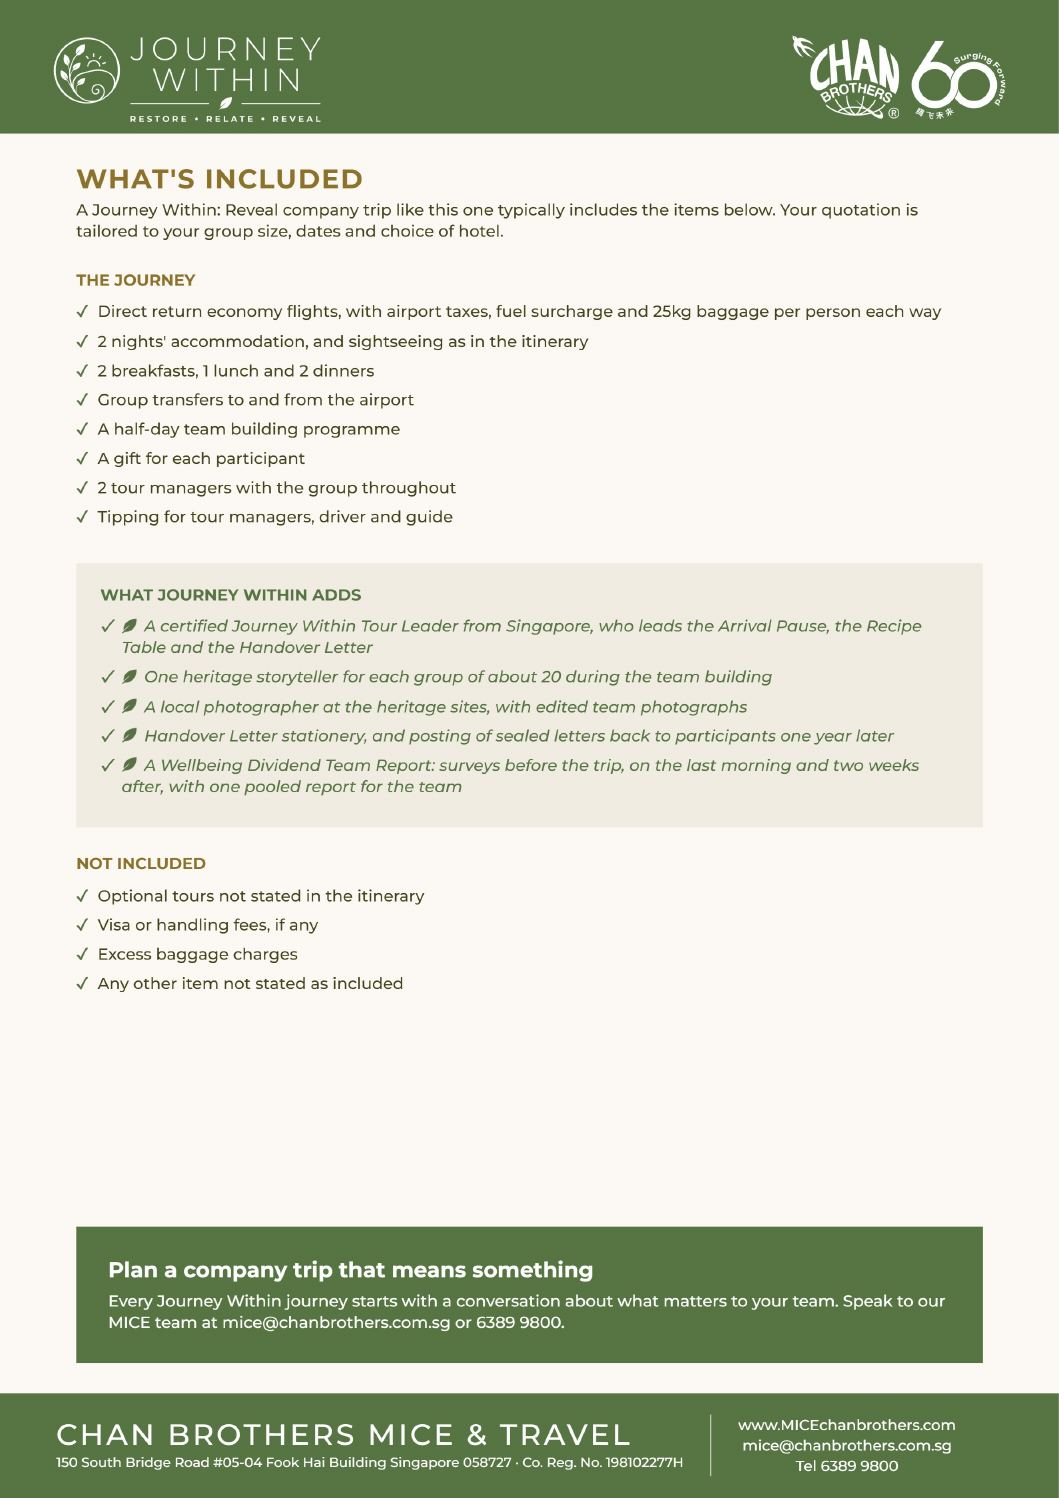 JOURNEY
WITHIN
RESTORE • RELATE • REVEAL
CHAN
BROTHERS
®
60
Surging Forward
翱飞未来
WHAT'S INCLUDED
A Journey Within: Reveal company trip like this one typically includes the items below. Your quotation is
tailored to your group size, dates and choice of hotel.
THE JOURNEY
✓ Direct return economy flights, with airport taxes, fuel surcharge and 25kg baggage per person each way
✓ 2 nights' accommodation, and sightseeing as in the itinerary
✓ 2 breakfasts, 1 lunch and 2 dinners
✓ Group transfers to and from the airport
✓ A half-day team building programme
✓ A gift for each participant
✓ 2 tour managers with the group throughout
✓ Tipping for tour managers, driver and guide
WHAT JOURNEY WITHIN ADDS
✓ A certified Journey Within Tour Leader from Singapore, who leads the Arrival Pause, the Recipe
Table and the Handover Letter
✓ One heritage storyteller for each group of about 20 during the team building
✓ A local photographer at the heritage sites, with edited team photographs
✓ Handover Letter stationery, and posting of sealed letters back to participants one year later
✓ A Wellbeing Dividend Team Report: surveys before the trip, on the last morning and two weeks
after, with one pooled report for the team
NOT INCLUDED
✓ Optional tours not stated in the itinerary
✓ Visa or handling fees, if any
✓ Excess baggage charges
✓ Any other item not stated as included
Plan a company trip that means something
Every Journey Within journey starts with a conversation about what matters to your team. Speak to our
MICE team at mice@chanbrothers.com.sg or 6389 9800.
CHAN BROTHERS MICE & TRAVEL
150 South Bridge Road #05-04 Fook Hai Building Singapore 058727 · Co. Reg. No. 198102277H
www.MICEchanbrothers.com
mice@chanbrothers.com.sg
Tel 6389 9800